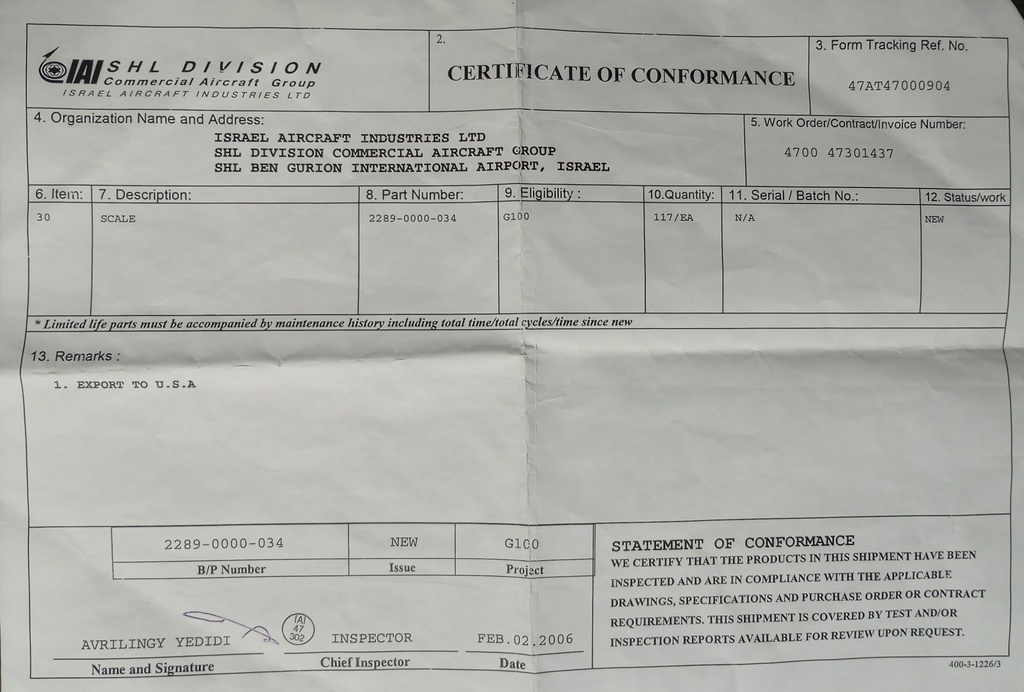 IAI SHL DIVISION
Commercial Aircraft Group
ISRAEL AIRCRAFT INDUSTRIES LTD
2.
CERTIFICATE OF CONFORMANCE
3. Form Tracking Ref. No.
47AT47000904
4. Organization Name and Address:
ISRAEL AIRCRAFT INDUSTRIES LTD
SHL DIVISION COMMERCIAL AIRCRAFT GROUP
SHL BEN GURION INTERNATIONAL AIRPORT, ISRAEL
5. Work Order/Contract/Invoice Number:
4700 47301437
6. Item: 7. Description: 8. Part Number: 9. Eligibility : 10.Quantity: 11. Serial / Batch No.: 12. Status/work
30 SCALE 2289-0000-034 G100 117/EA N/A NEW
* Limited life parts must be accompanied by maintenance history including total time/total cycles/time since new
13. Remarks :
1. EXPORT TO U.S.A
2289-0000-034 NEW G100
B/P Number Issue Project
AVRILINGY YEDIDI
IAI
47
302
INSPECTOR FEB.02.2006
Name and Signature Chief Inspector Date
STATEMENT OF CONFORMANCE
WE CERTIFY THAT THE PRODUCTS IN THIS SHIPMENT HAVE BEEN
INSPECTED AND ARE IN COMPLIANCE WITH THE APPLICABLE
DRAWINGS, SPECIFICATIONS AND PURCHASE ORDER OR CONTRACT
REQUIREMENTS. THIS SHIPMENT IS COVERED BY TEST AND/OR
INSPECTION REPORTS AVAILABLE FOR REVIEW UPON REQUEST.
400-3-1226/3